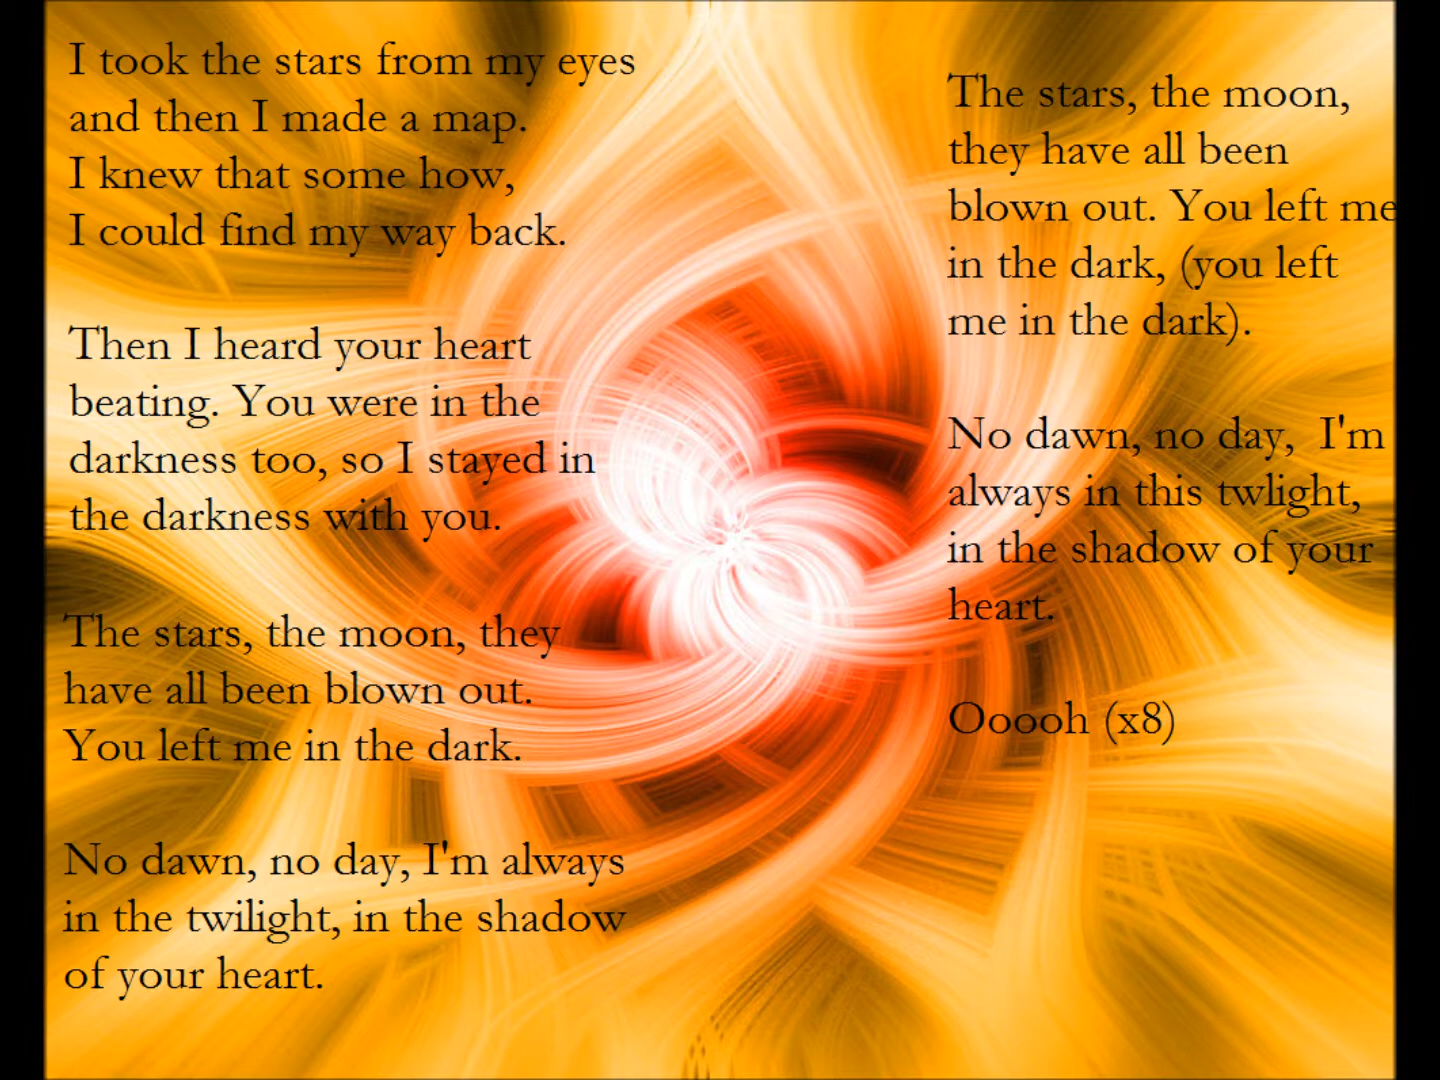 I took the stars from my eyes
and then I made a map.
I knew that some how,
I could find my way back.
Then I heard your heart
beating. You were in the
darkness too, so I stayed in
the darkness with you.
The stars, the moon, they
have all been blown out.
You left me in the dark.
No dawn, no day, I'm always
in the twilight, in the shadow
of your heart.
The stars, the moon,
they have all been
blown out. You left me
in the dark, (you left
me in the dark).
No dawn, no day,  I'm
always in this twlight,
in the shadow of your
heart.
Ooooh (x8)